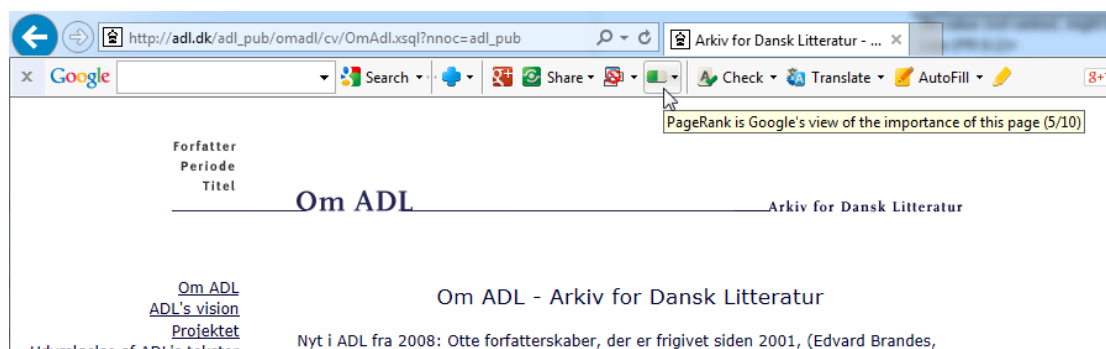 http://adl.dk/adl_pub/omadl/cv/OmAdl.xsql?nnoc=adl_pub
Arkiv for Dansk Litteratur - ...
x Google Search Share Check Translate AutoFill g+
PageRank is Google's view of the importance of this page (5/10)
Forfatter
Periode
Titel
Om ADL
Arkiv for Dansk Litteratur
Om ADL
ADL's vision
Projektet
Om ADL - Arkiv for Dansk Litteratur
Nyt i ADL fra 2008: Otte forfatterskaber, der er frigivet siden 2001, (Edvard Brandes,